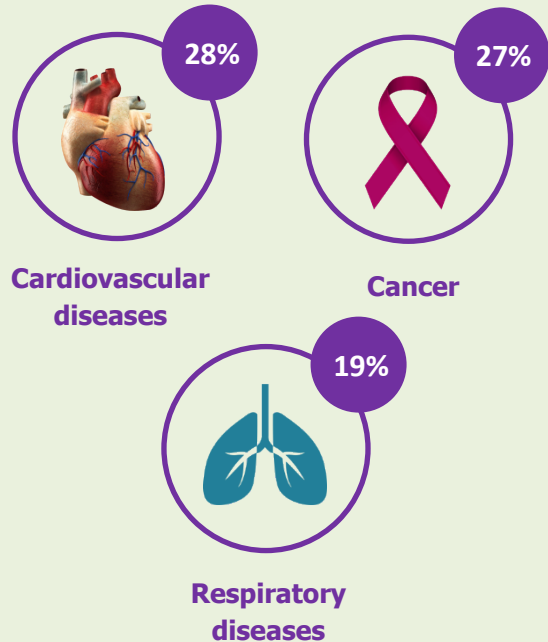 28%
Cardiovascular
diseases
27%
Cancer
19%
Respiratory
diseases